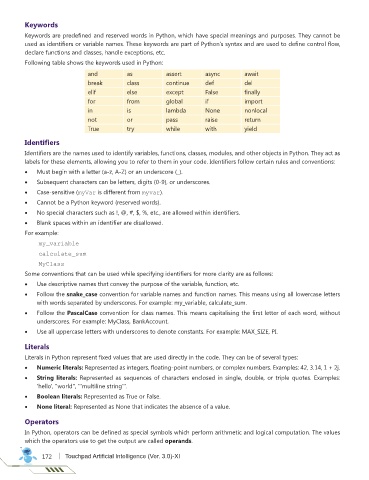 Keywords
Keywords are predefined and reserved words in Python, which have special meanings and purposes. They cannot be
used as identifiers or variable names. These keywords are part of Python's syntax and are used to define control flow,
declare functions and classes, handle exceptions, etc.
Following table shows the keywords used in Python:
and as assert async await
break class continue def del
elif else except False finally
for from global if import
in is lambda None nonlocal
not or pass raise return
True try while with yield
Identifiers
Identifiers are the names used to identify variables, functions, classes, modules, and other objects in Python. They act as
labels for these elements, allowing you to refer to them in your code. Identifiers follow certain rules and conventions:
• Must begin with a letter (a-z, A-Z) or an underscore (_).
• Subsequent characters can be letters, digits (0-9), or underscores.
• Case-sensitive (myVar is different from myvar).
• Cannot be a Python keyword (reserved words).
• No special characters such as !, @, #, $, %, etc., are allowed within identifiers.
• Blank spaces within an identifier are disallowed.
For example:
my_variable
calculate_sum
MyClass
Some conventions that can be used while specifying identifiers for more clarity are as follows:
• Use descriptive names that convey the purpose of the variable, function, etc.
• Follow the snake_case convention for variable names and function names. This means using all lowercase letters
with words separated by underscores. For example: my_variable, calculate_sum.
• Follow the PascalCase convention for class names. This means capitalising the first letter of each word, without
underscores. For example: MyClass, BankAccount.
• Use all uppercase letters with underscores to denote constants. For example: MAX_SIZE, PI.
Literals
Literals in Python represent fixed values that are used directly in the code. They can be of several types:
• Numeric literals: Represented as integers, floating-point numbers, or complex numbers. Examples: 42, 3.14, 1 + 2j.
• String literals: Represented as sequences of characters enclosed in single, double, or triple quotes. Examples:
'hello', "world", '''multiline string'''.
• Boolean literals: Represented as True or False
• None literal: Represented as None that indicates the absence of a value.
Operators
In Python, operators can be defined as special symbols which perform arithmetic and logical computation. The values
which the operators use to get the output are called operands.
172 Touchpad Artificial Intelligence (Ver. 3.0)-XI